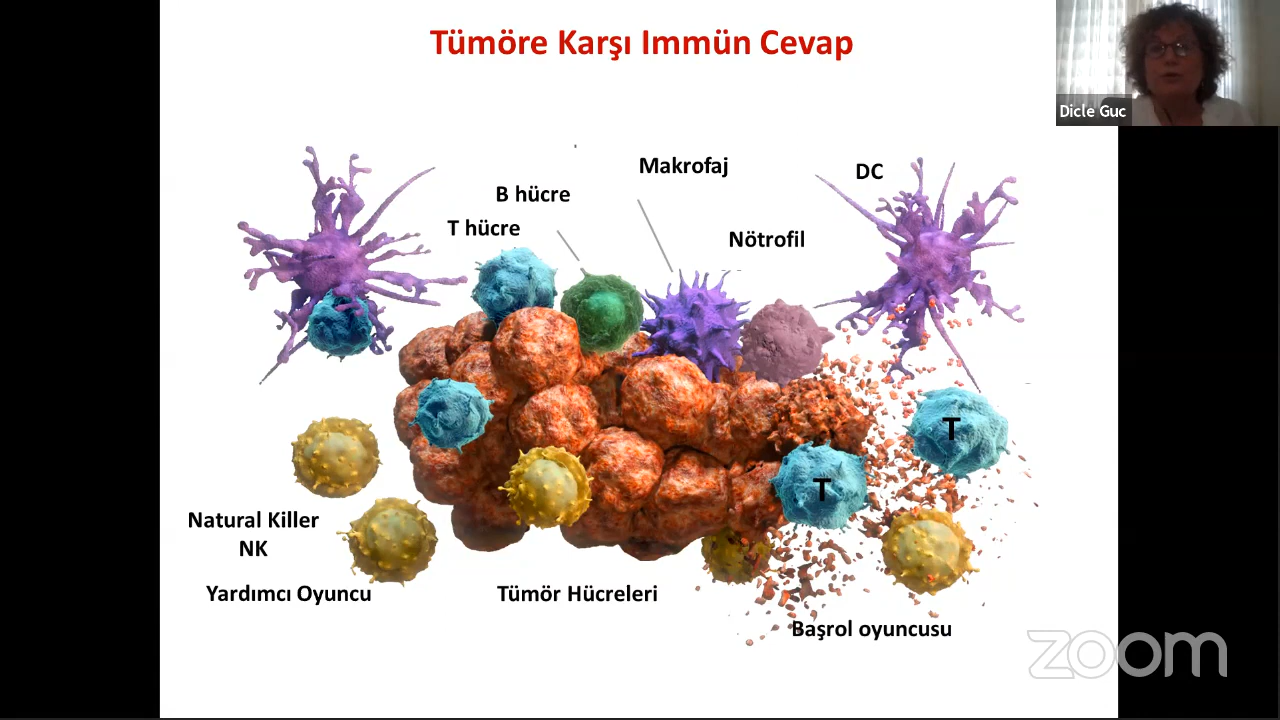 Tümöre Karşı Immün Cevap
Dicle Guc
Makrofaj
DC
B hücre
T hücre
Nötrofil
T
T
Natural Killer
NK
Yardımcı Oyuncu
Tümör Hücreleri
Başrol oyuncusu
zoom